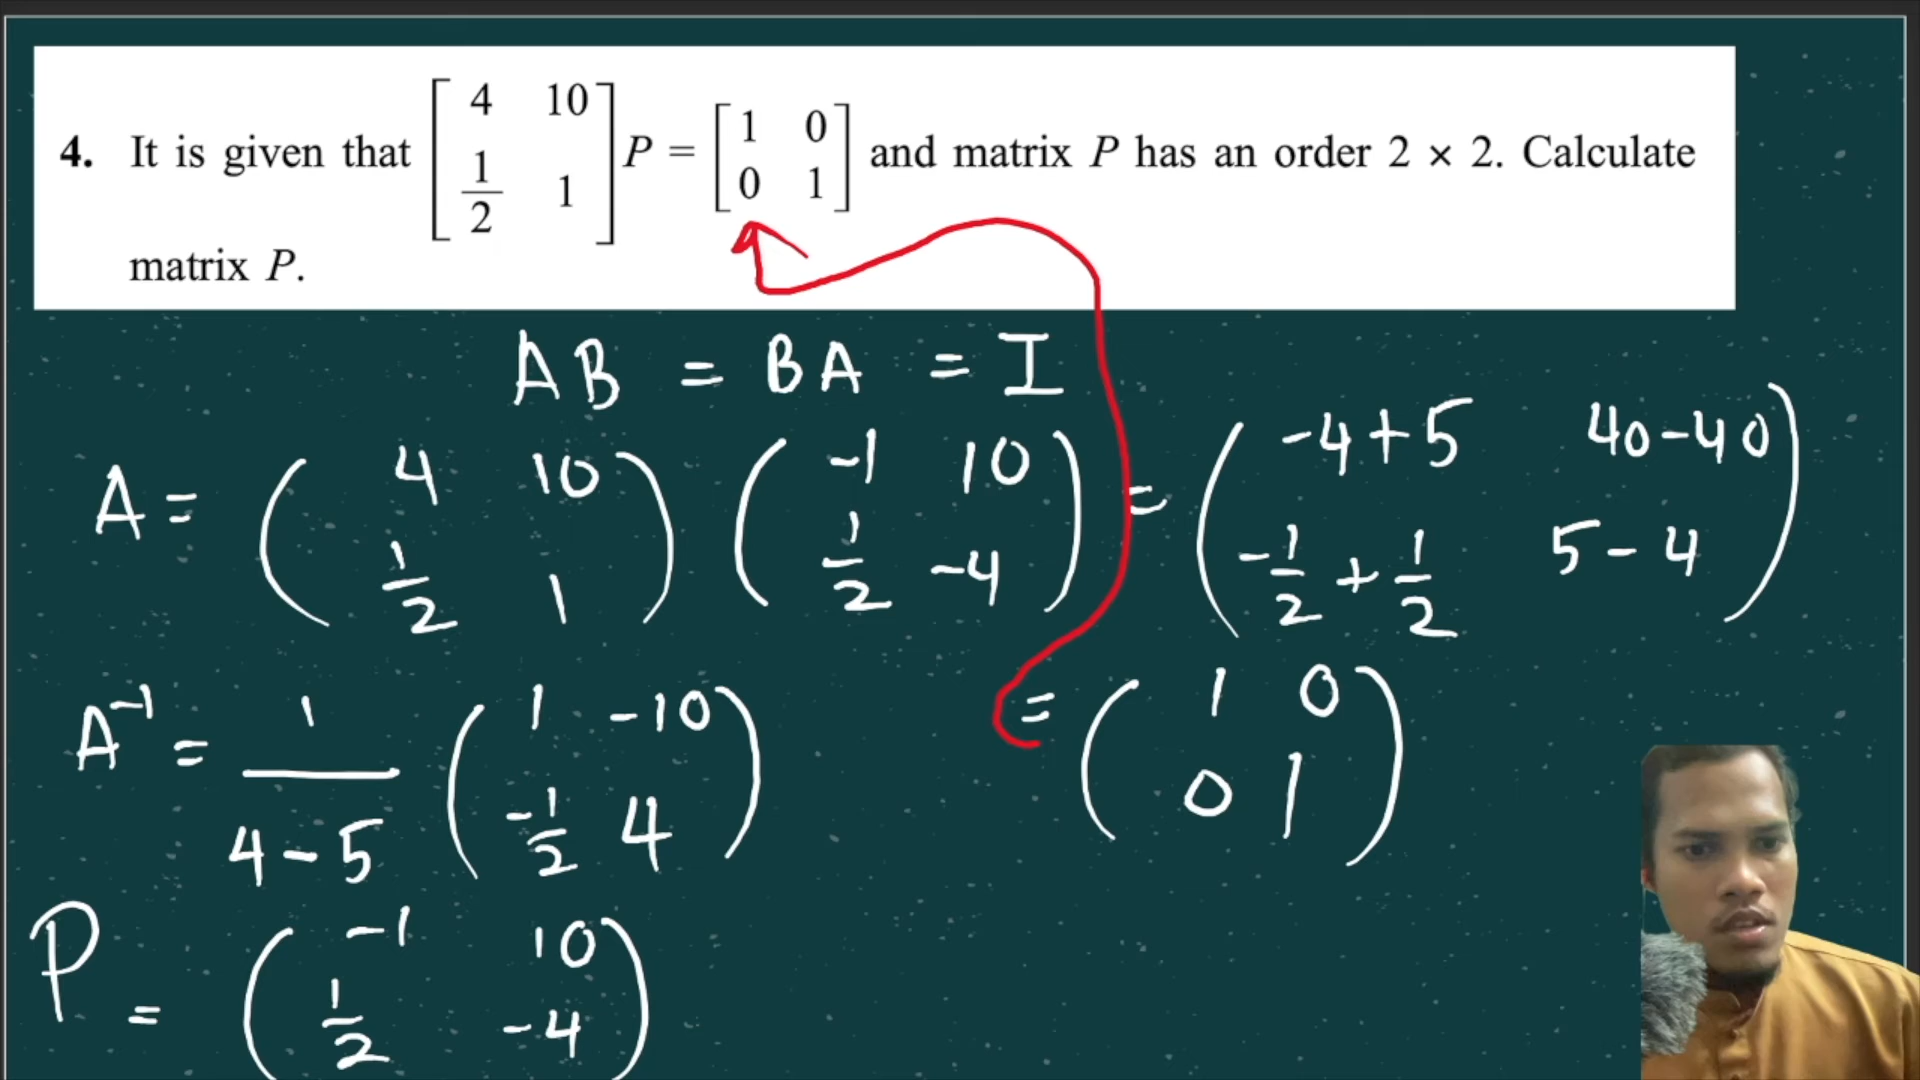 4. It is given that [4 10; 1/2 1] P = [1 0; 0 1] and matrix P has an order 2 × 2. Calculate
matrix P.
AB = BA = I
A = (4 10; 1/2 1) (-1 10; 1/2 -4) = (-4+5 40-40; -1/2+1/2 5-4)
A⁻¹ = 1/(4-5) (1 -10; -1/2 4)
= (1 0; 0 1)
P = (-1 10; 1/2 -4)